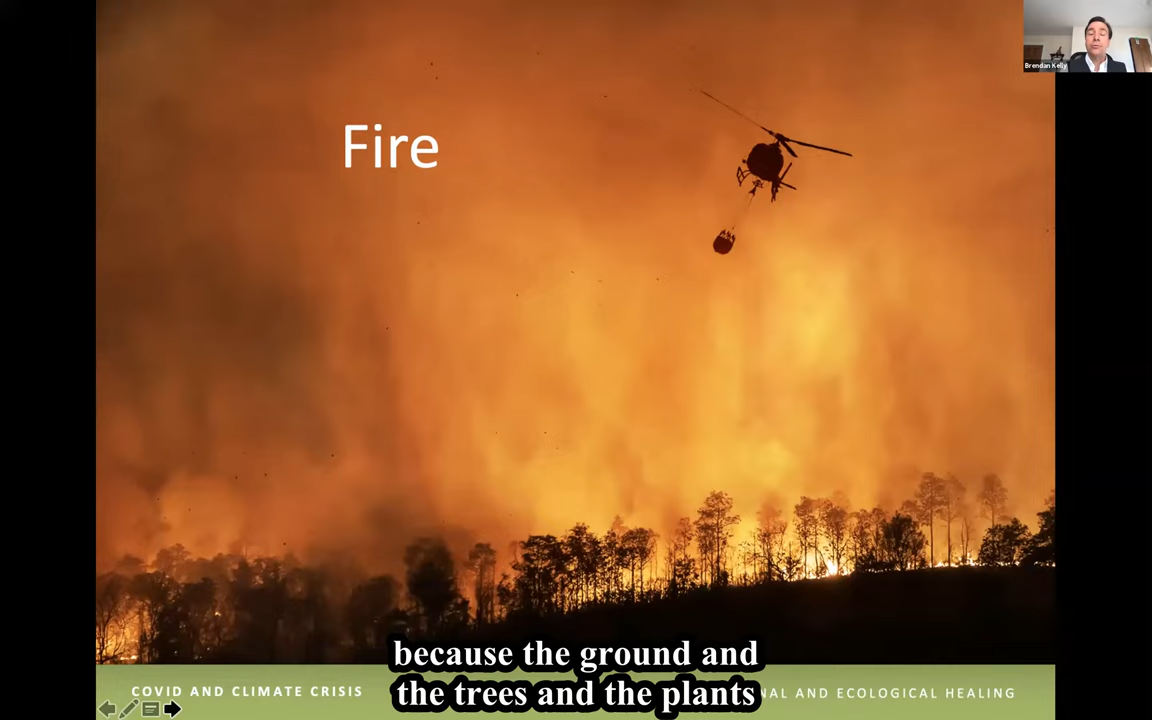 Brendan Kelly
Fire
because the ground and
the trees and the plants
COVID AND CLIMATE CRISIS
AND ECOLOGICAL HEALING